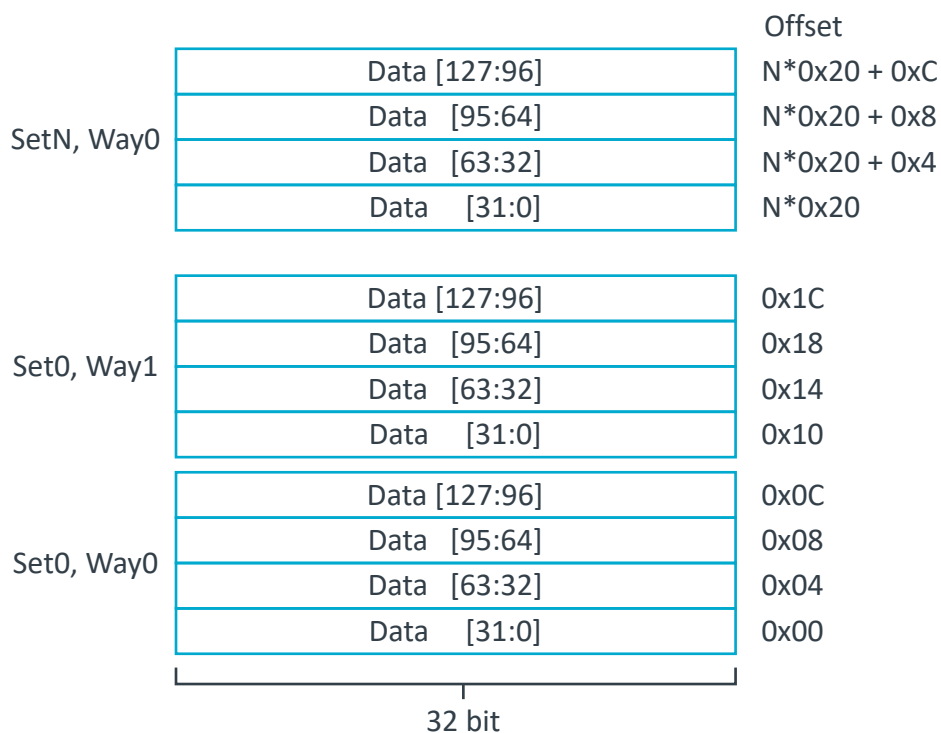 Offset
Data [127:96] N*0x20 + 0xC
Data [95:64] N*0x20 + 0x8
SetN, Way0
Data [63:32] N*0x20 + 0x4
Data [31:0] N*0x20
Data [127:96] 0x1C
Data [95:64] 0x18
Set0, Way1
Data [63:32] 0x14
Data [31:0] 0x10
Data [127:96] 0x0C
Data [95:64] 0x08
Set0, Way0
Data [63:32] 0x04
Data [31:0] 0x00
32 bit